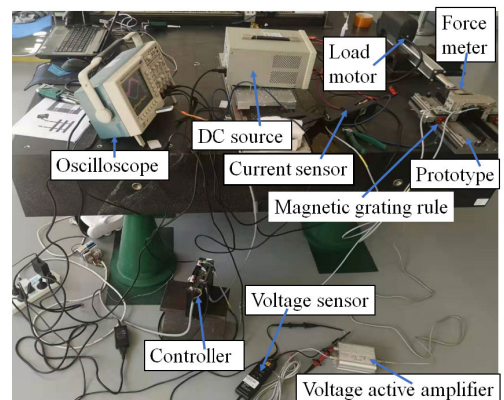 Force
meter
Load
motor
DC source
Oscilloscope
Current sensor
Prototype
Magnetic grating rule
Voltage sensor
Controller
Voltage active amplifier